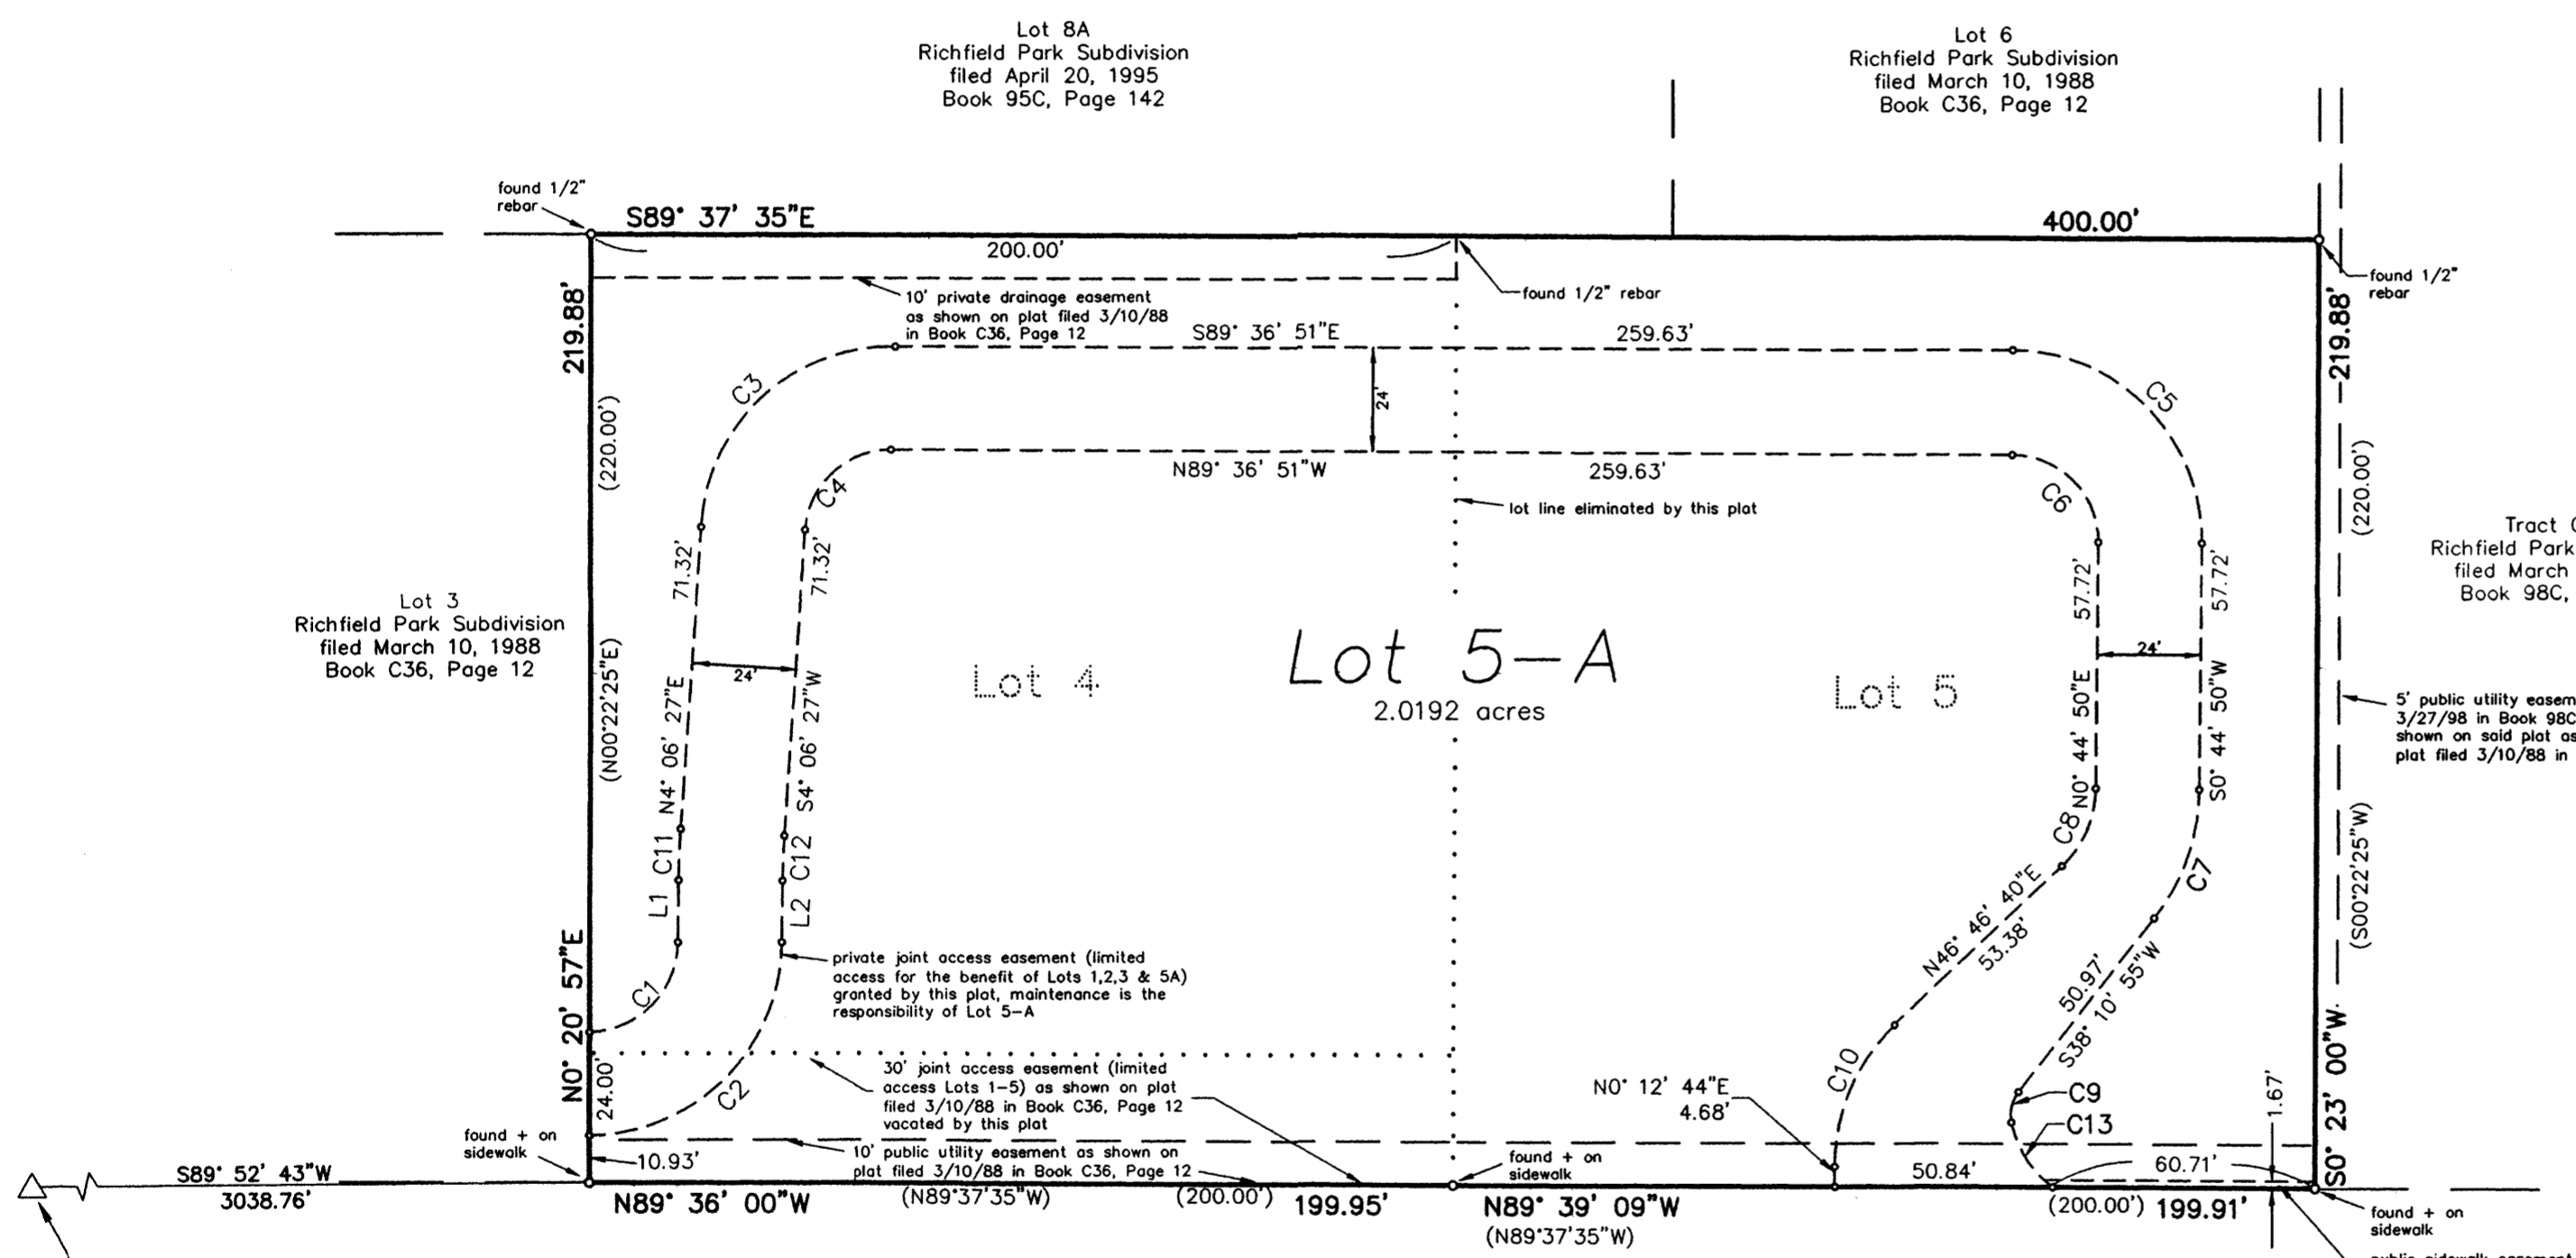 Lot 8A
Richfield Park Subdivision
filed April 20, 1995
Book 95C, Page 142
Lot 6
Richfield Park Subdivision
filed March 10, 1988
Book C36, Page 12
found 1/2"
rebar
S89° 37' 35"E
400.00'
200.00'
found 1/2"
rebar
10' private drainage easement
as shown on plat filed 3/10/88
in Book C36, Page 12
found 1/2" rebar
219.88'
(220.00')
219.88'
(220.00')
S89° 36' 51"E
259.63'
C3
C5
24'
N89° 36' 51"W
259.63'
C4
C6
lot line eliminated by this plat
71.32'
71.32'
57.72'
57.72'
Tract
Richfield Park
filed March
Book 98C,
Lot 3
Richfield Park Subdivision
filed March 10, 1988
Book C36, Page 12
(N00°22'25"E)
24'
N4° 06' 27"E
S4° 06' 27"W
Lot 4
Lot 5-A
2.0192 acres
Lot 5
24'
N0° 44' 50"E
S0° 44' 50"W
5' public utility easem
3/27/98 in Book 98C
shown on said plat as
plat filed 3/10/88 in
L1 C11
L2 C12
C8
C7
(S00°22'25"W)
N46° 46' 40"E
53.38'
50.97'
S38° 10' 55"W
private joint access easement (limited
access for the benefit of Lots 1,2,3 & 5A)
granted by this plat, maintenance is the
responsibility of Lot 5-A
C1
N0° 20' 57"E
24.00'
C2
30' joint access easement (limited
access Lots 1-5) as shown on plat
filed 3/10/88 in Book C36, Page 12
vacated by this plat
C10
N0° 12' 44"E
4.68'
C9
C13
1.67'
S0° 23' 00"W
found + on
sidewalk
10.93'
10' public utility easement as shown on
plat filed 3/10/88 in Book C36, Page 12
found + on
sidewalk
50.84'
60.71'
S89° 52' 43"W
3038.76'
N89° 36' 00"W
(N89°37'35"W)
(200.00')
199.95'
N89° 39' 09"W
(N89°37'35"W)
(200.00')
199.91'
found + on
sidewalk
public sidewalk easement